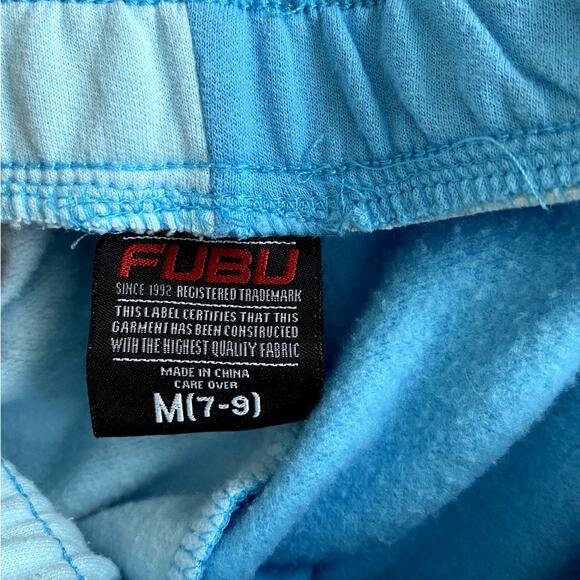 FUBU
SINCE 1992 REGISTERED TRADEMARK
THIS LABEL CERTIFIES THAT THIS
GARMENT HAS BEEN CONSTRUCTED
WITH THE HIGHEST QUALITY FABRIC
MADE IN CHINA
CARE OVER
M(7-9)